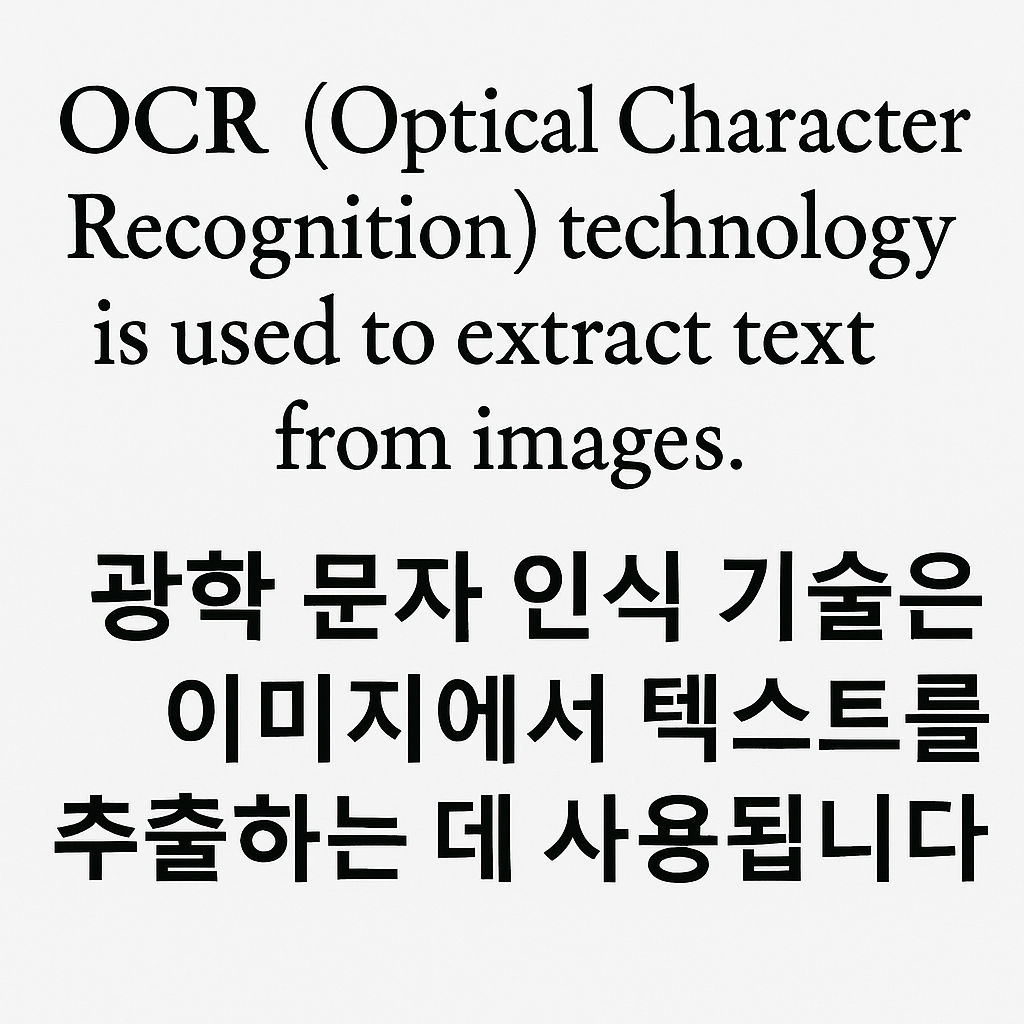 OCR (Optical Character
Recognition) technology
is used to extract text
from images.
광학 문자 인식 기술은
이미지에서 텍스트를
추출하는 데 사용됩니다